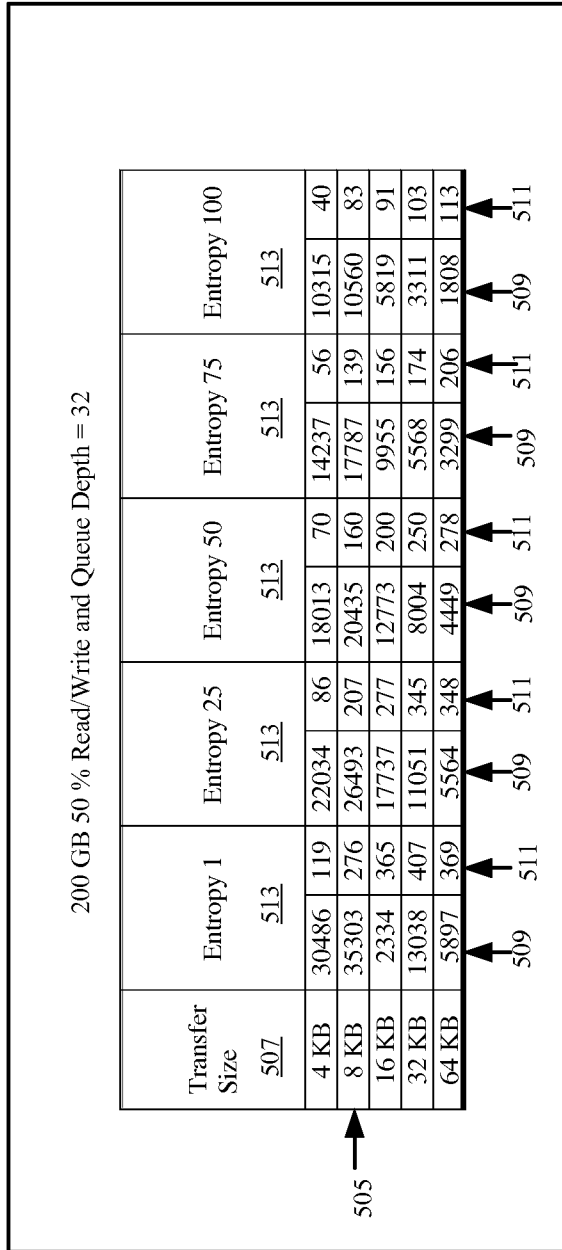 200 GB 50 % Read/Write and Queue Depth = 32
Transfer Size 507 Entropy 1 513 Entropy 25 513 Entropy 50 513 Entropy 75 513 Entropy 100 513
4 KB 30486 119 22034 86 18013 70 14237 56 10315 40
8 KB 35303 276 26493 207 20435 160 17787 139 10560 83
16 KB 2334 365 17737 277 12773 200 9955 156 5819 91
32 KB 13038 407 11051 345 8004 250 5568 174 3311 103
64 KB 5897 369 5564 348 4449 278 3299 206 1808 113
505
509 511 509 511 509 511 509 511 509 511